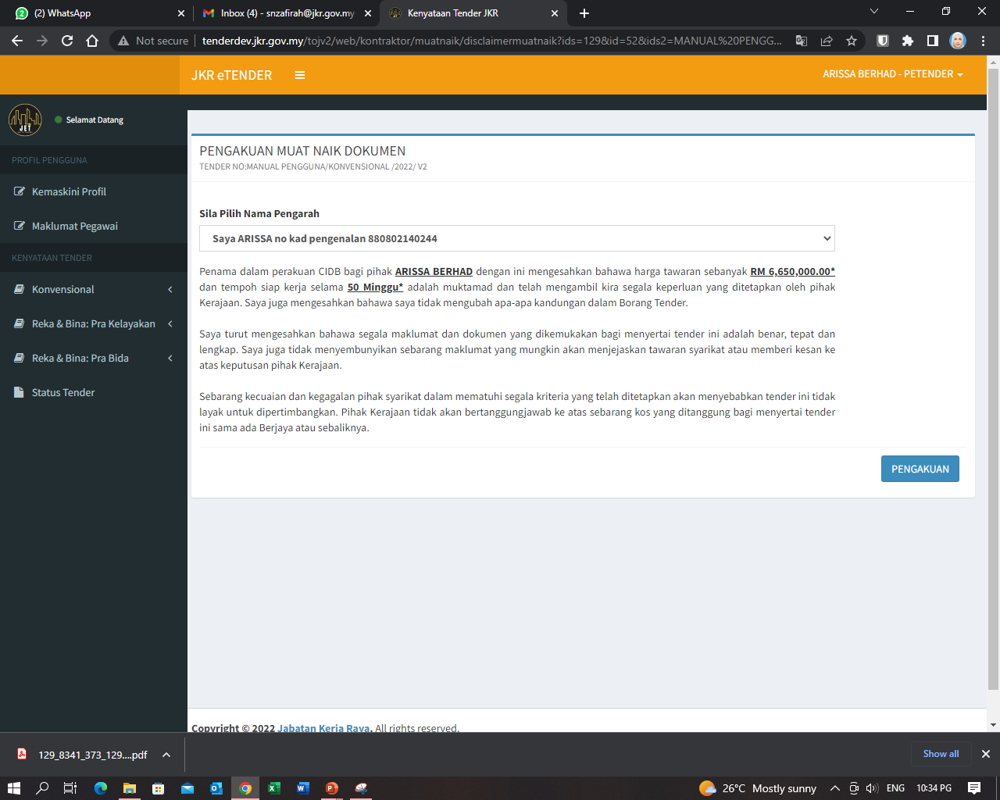 (2) WhatsApp
Inbox (4) - snzafirah@jkr.gov.my
Kenyataan Tender JKR
Not secure
tenderdev.jkr.gov.my/tojv2/web/kontraktor/muatnaik/disclaimermuatnaik?ids=129&id=52&ids2=MANUAL%20PENGG...
JKR eTENDER
ARISSA BERHAD - PETENDER
JET
Selamat Datang
PROFIL PENGGUNA
Kemaskini Profil
Maklumat Pegawai
KENYATAAN TENDER
Konvensional
Reka & Bina: Pra Kelayakan
Reka & Bina: Pra Bida
Status Tender
PENGAKUAN MUAT NAIK DOKUMEN
TENDER NO:MANUAL PENGGUNA/KONVENSIONAL /2022/ V2
Sila Pilih Nama Pengarah
Saya ARISSA no kad pengenalan 880802140244
Penama dalam perakuan CIDB bagi pihak ARISSA BERHAD dengan ini mengesahkan bahawa harga tawaran sebanyak RM 6,650,000.00*
dan tempoh siap kerja selama 50 Minggu* adalah muktamad dan telah mengambil kira segala keperluan yang ditetapkan oleh pihak
Kerajaan. Saya juga mengesahkan bahawa saya tidak mengubah apa-apa kandungan dalam Borang Tender.
Saya turut mengesahkan bahawa segala maklumat dan dokumen yang dikemukakan bagi menyertai tender ini adalah benar, tepat dan
lengkap. Saya juga tidak menyembunyikan sebarang maklumat yang mungkin akan menjejaskan tawaran syarikat atau memberi kesan ke
atas keputusan pihak Kerajaan.
Sebarang kecuaian dan kegagalan pihak syarikat dalam mematuhi segala kriteria yang telah ditetapkan akan menyebabkan tender ini tidak
layak untuk dipertimbangkan. Pihak Kerajaan tidak akan bertanggungjawab ke atas sebarang kos yang ditanggung bagi menyertai tender
ini sama ada Berjaya atau sebaliknya.
PENGAKUAN
Copyright © 2022 Jabatan Kerja Raya. All rights reserved.
129_8341_373_129....pdf
Show all
26°C Mostly sunny
ENG
10:34 PG